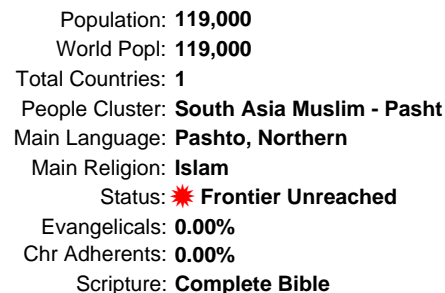 Population: 119,000
World Popl: 119,000
Total Countries: 1
People Cluster: South Asia Muslim - Pasht
Main Language: Pashto, Northern
Main Religion: Islam
Status: Frontier Unreached
Evangelicals: 0.00%
Chr Adherents: 0.00%
Scripture: Complete Bible